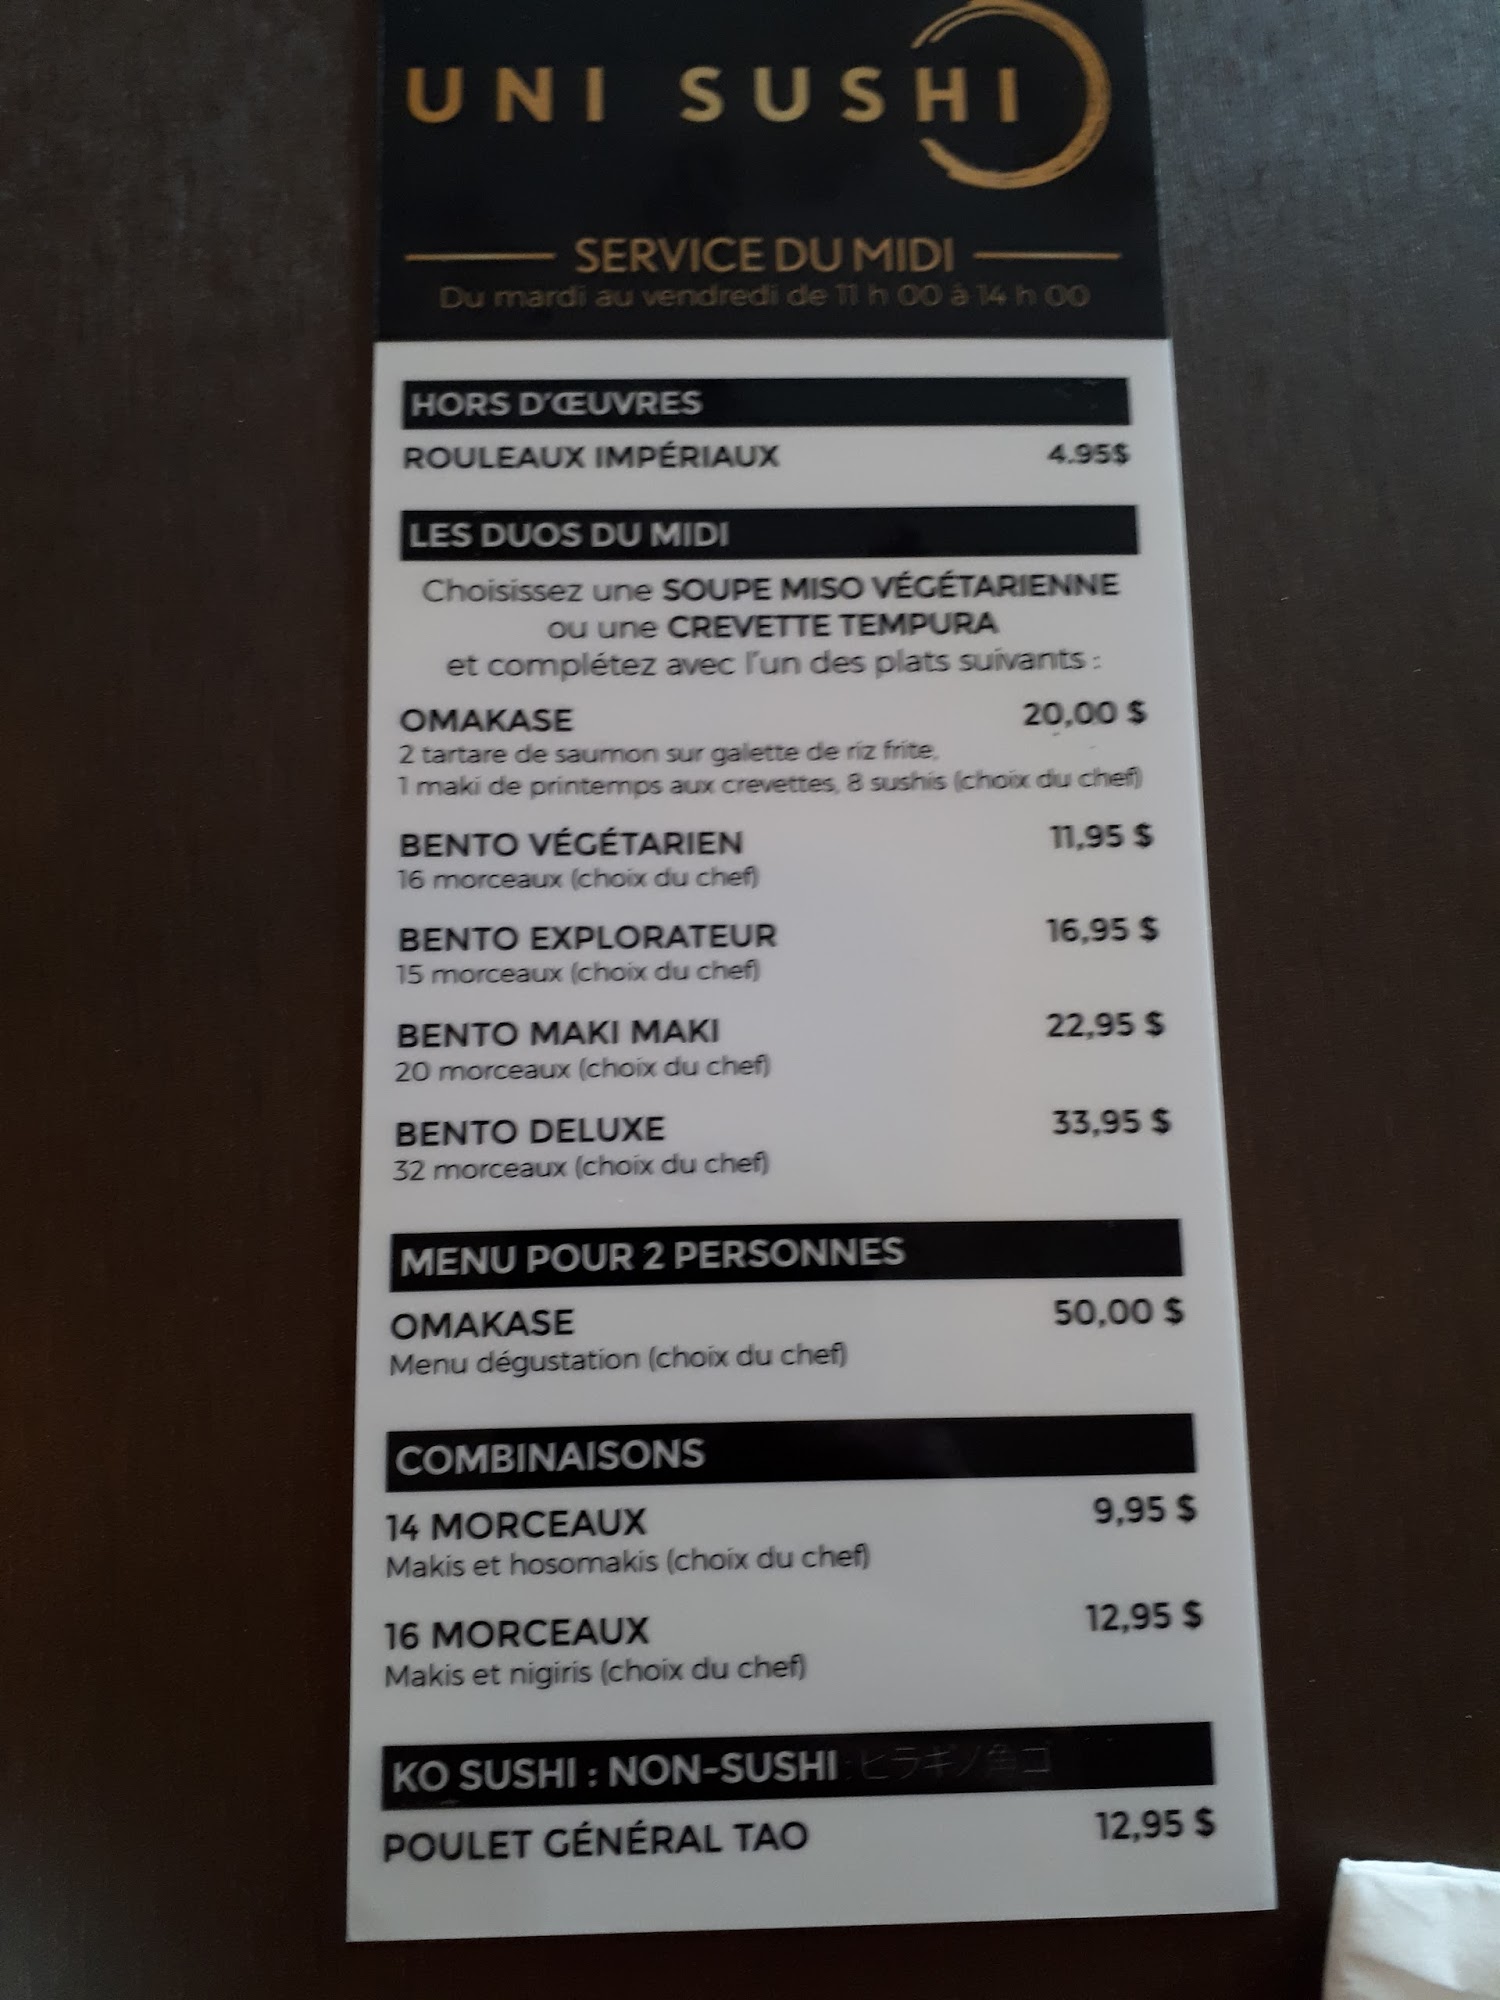 UNI SUSHI
SERVICE DU MIDI
Du mardi au vendredi de 11 h 00 à 14 h 00
HORS D'ŒUVRES
ROULEAUX IMPÉRIAUX 4.95$
LES DUOS DU MIDI
Choisissez une SOUPE MISO VÉGÉTARIENNE
ou une CREVETTE TEMPURA
et complétez avec l'un des plats suivants :
OMAKASE 20,00 $
2 tartare de saumon sur galette de riz frite,
1 maki de printemps aux crevettes, 8 sushis (choix du chef)
BENTO VÉGÉTARIEN 11,95 $
16 morceaux (choix du chef)
BENTO EXPLORATEUR 16,95 $
15 morceaux (choix du chef)
BENTO MAKI MAKI 22,95 $
20 morceaux (choix du chef)
BENTO DELUXE 33,95 $
32 morceaux (choix du chef)
MENU POUR 2 PERSONNES
OMAKASE 50,00 $
Menu dégustation (choix du chef)
COMBINAISONS
14 MORCEAUX 9,95 $
Makis et hosomakis (choix du chef)
16 MORCEAUX 12,95 $
Makis et nigiris (choix du chef)
KO SUSHI : NON-SUSHI : ヒラギノ角ゴ
POULET GÉNÉRAL TAO 12,95 $